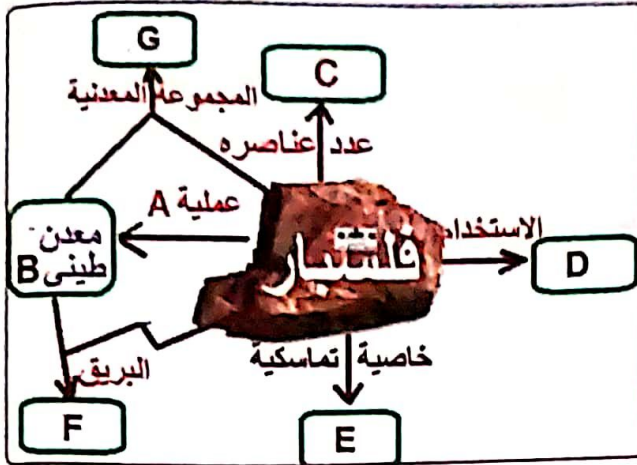 G
C
المجموعة المعدنية
عدد عناصره
عملية A
معدن
طينى B
فلسبار
الاستخدام
D
البريق
خاصية تماسكية
F
E